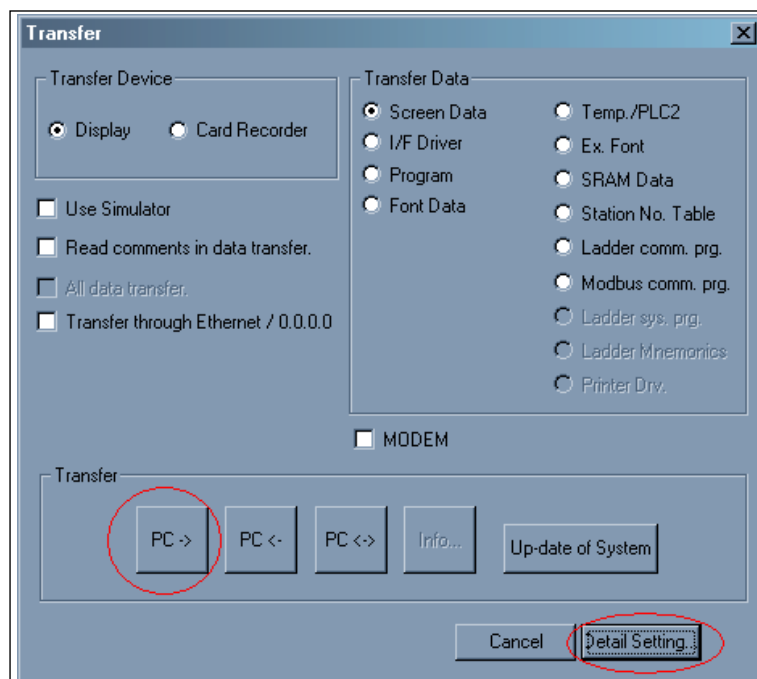 Transfer
Transfer Device
Display
Card Recorder
Use Simulator
Read comments in data transfer.
All data transfer.
Transfer through Ethernet / 0.0.0.0
Transfer Data
Screen Data
I/F Driver
Program
Font Data
Temp./PLC2
Ex. Font
SRAM Data
Station No. Table
Ladder comm. prg.
Modbus comm. prg.
Ladder sys. prg.
Ladder Mnemonics
Printer Drv.
MODEM
Transfer
PC ->
PC <-
PC <->
Info...
Up-date of System
Cancel
Detail Setting...